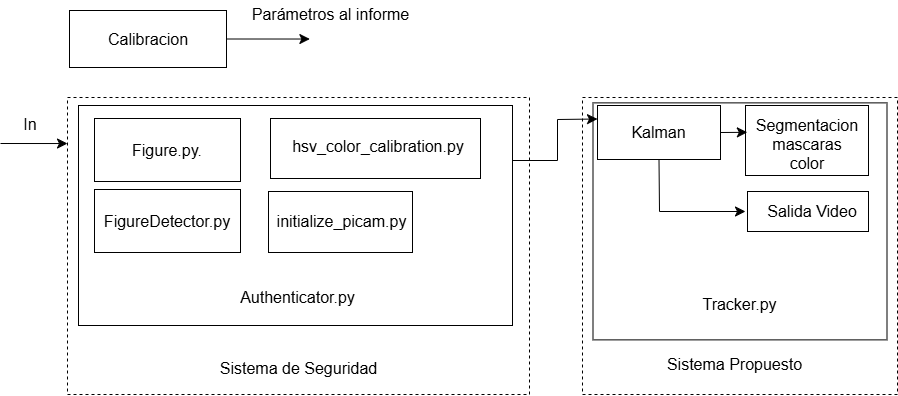 Parámetros al informe
Calibracion
In
Figure.py.
hsv_color_calibration.py
FigureDetector.py
initialize_picam.py
Authenticator.py
Sistema de Seguridad
Kalman
Segmentacion
mascaras
color
Salida Video
Tracker.py
Sistema Propuesto